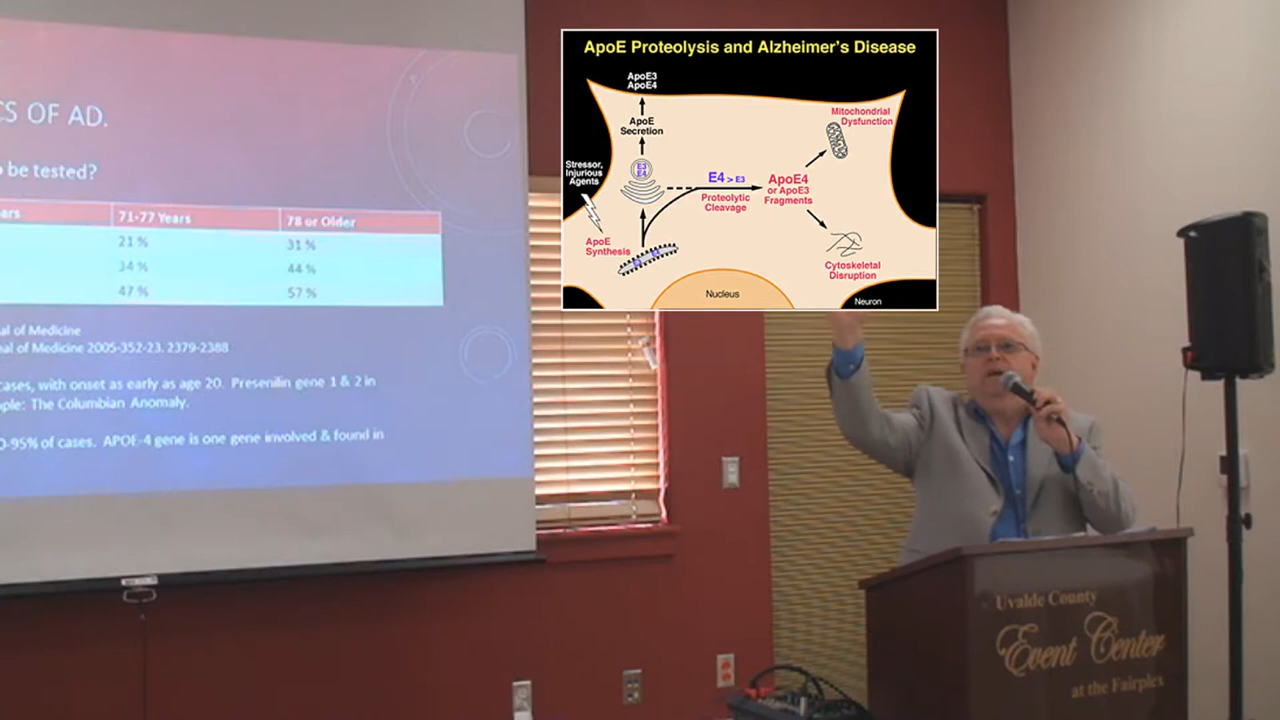 CS OF AD.
o be tested?
ars
71-77 Years
78 or Older
21 %
31 %
34 %
44 %
47 %
57 %
al of Medicine
nal of Medicine 2005-352-23. 2379-2388
cases, with onset as early as age 20. Presenilin gene 1 & 2 in
ple: The Columbian Anomaly.
0-95% of cases. APOE-4 gene is one gene involved & found in
ApoE Proteolysis and Alzheimer's Disease
ApoE3
ApoE4
ApoE
Secretion
Mitochondrial
Dysfunction
Stressor,
Injurious
Agents
E3
E4
E4 > E3
Proteolytic
Cleavage
ApoE4
or ApoE3
Fragments
ApoE
Synthesis
Cytoskeletal
Disruption
Nucleus
Neuron
Uvalde County
Event Center
at the Fairplex